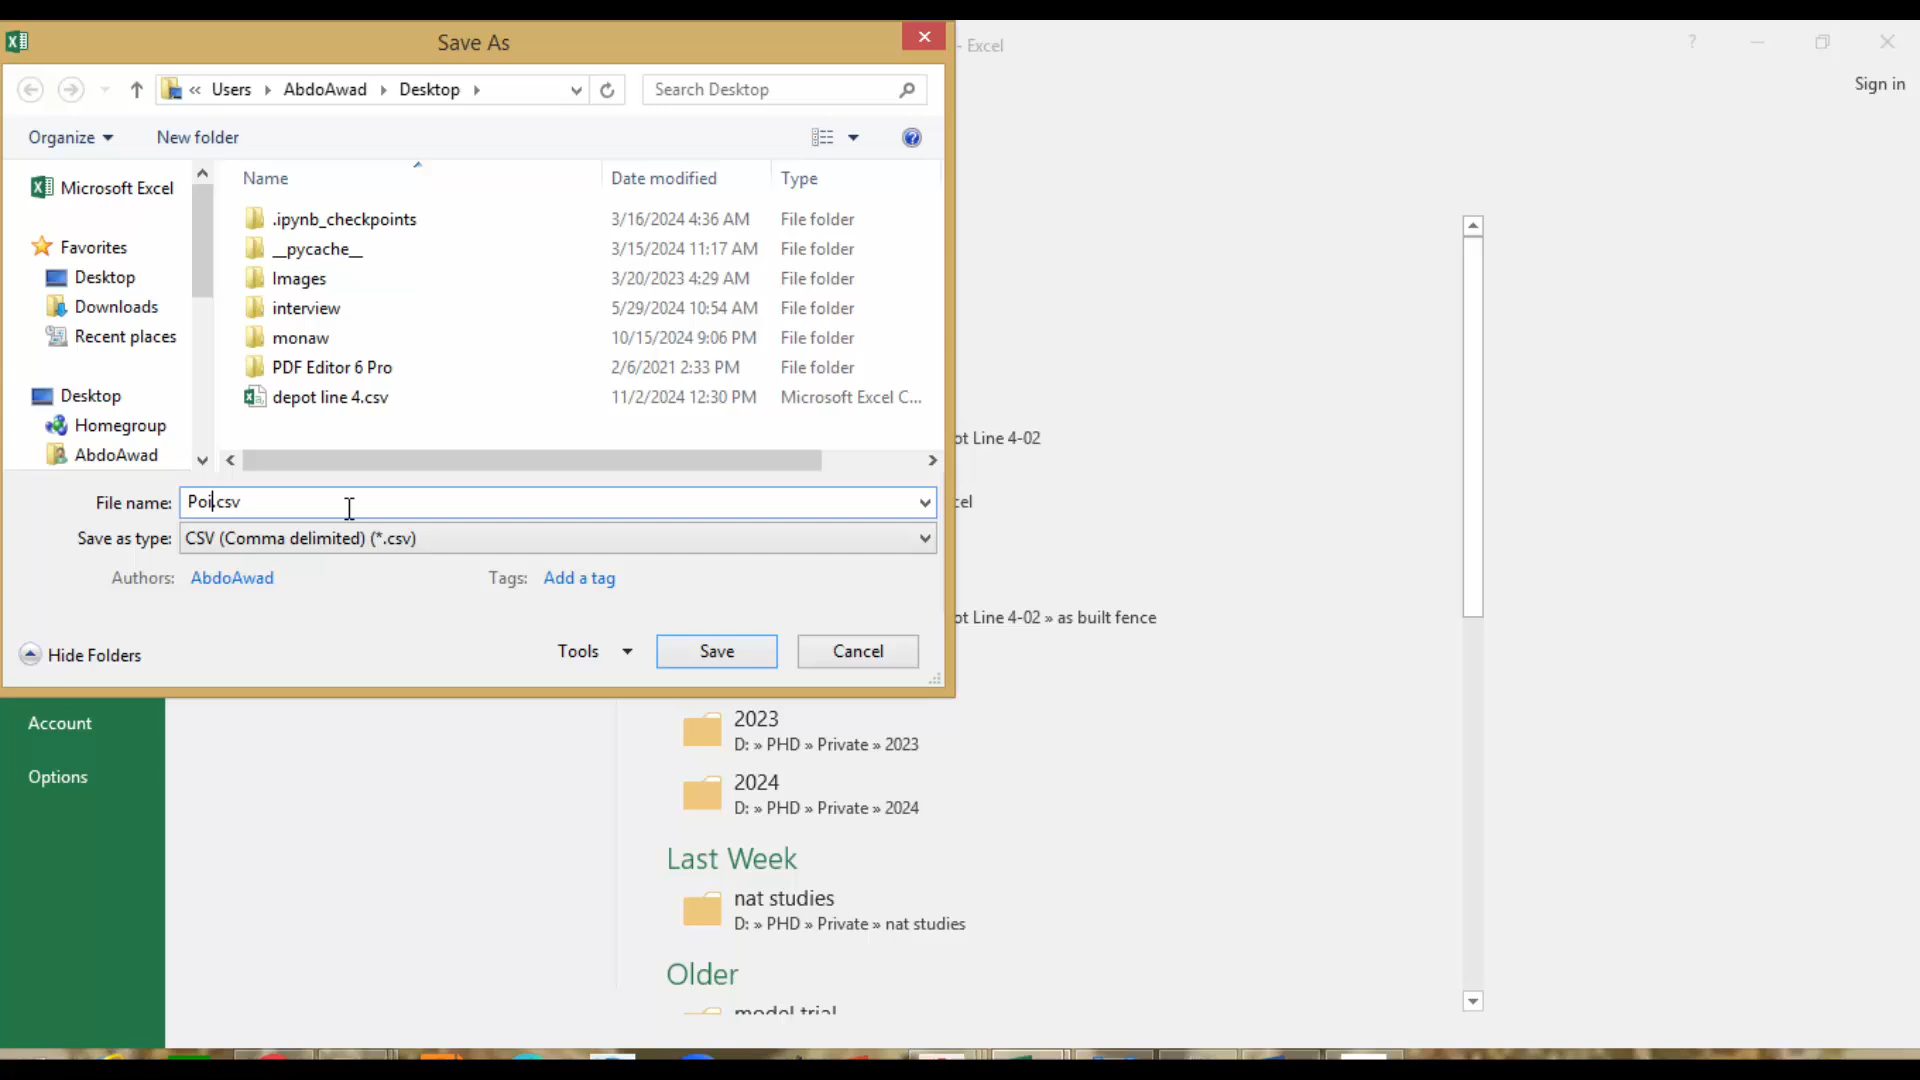 Save As
- Excel
Sign in
« Users Desktop AbdoAwad Desktop
Search Desktop
Organize
New folder
Microsoft Excel
Favorites
Desktop
Downloads
Recent places
Desktop
Homegroup
AbdoAwad
Name Date modified Type
.ipynb_checkpoints 3/16/2024 4:36 AM File folder
__pycache__ 3/15/2024 11:17 AM File folder
Images 3/20/2023 4:29 AM File folder
interview 5/29/2024 10:54 AM File folder
monaw 10/15/2024 9:06 PM File folder
PDF Editor 6 Pro 2/6/2021 2:33 PM File folder
depot line 4.csv 11/2/2024 12:30 PM Microsoft Excel C...
ot Line 4-02
File name: Poi.csv
cel
Save as type: CSV (Comma delimited) (*.csv)
Authors: AbdoAwad Tags: Add a tag
ot Line 4-02 » as built fence
Hide Folders Tools Save Cancel
Account
Options
2023
D: » PHD » Private » 2023
2024
D: » PHD » Private » 2024
Last Week
nat studies
D: » PHD » Private » nat studies
Older
model trial